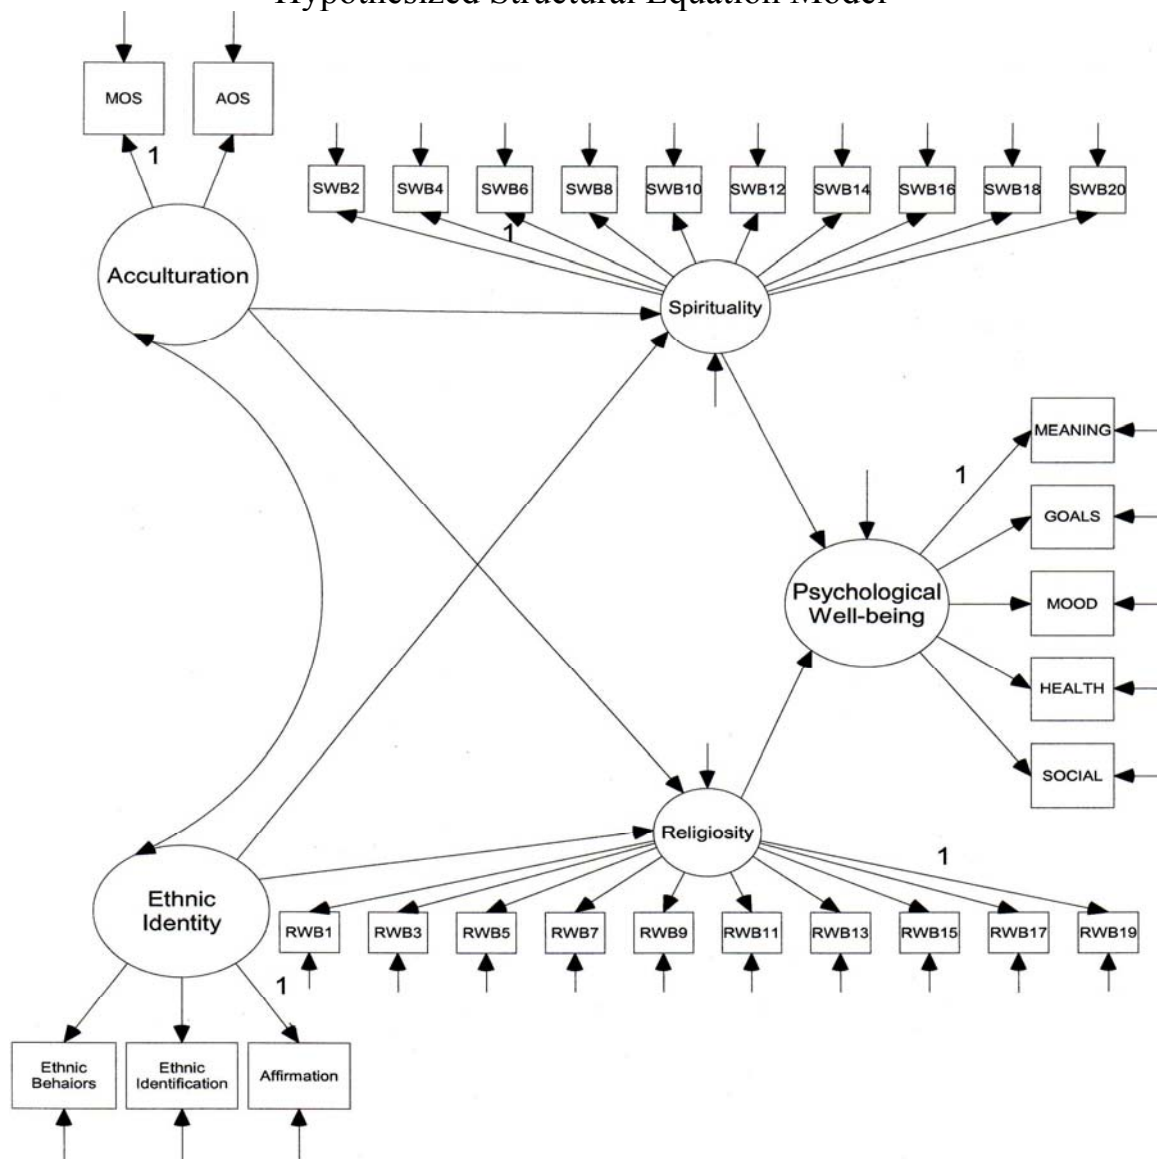 Hypothesized Structural Equation Model
MOS
AOS
1
SWB2
SWB4
SWB6
SWB8
SWB10
SWB12
SWB14
SWB16
SWB18
SWB20
1
Acculturation
Spirituality
MEANING
1
GOALS
Psychological
Well-being
MOOD
HEALTH
SOCIAL
Religiosity
1
Ethnic
Identity
RWB1
RWB3
RWB5
RWB7
RWB9
RWB11
RWB13
RWB15
RWB17
RWB19
1
Ethnic
Behaiors
Ethnic
Identification
Affirmation